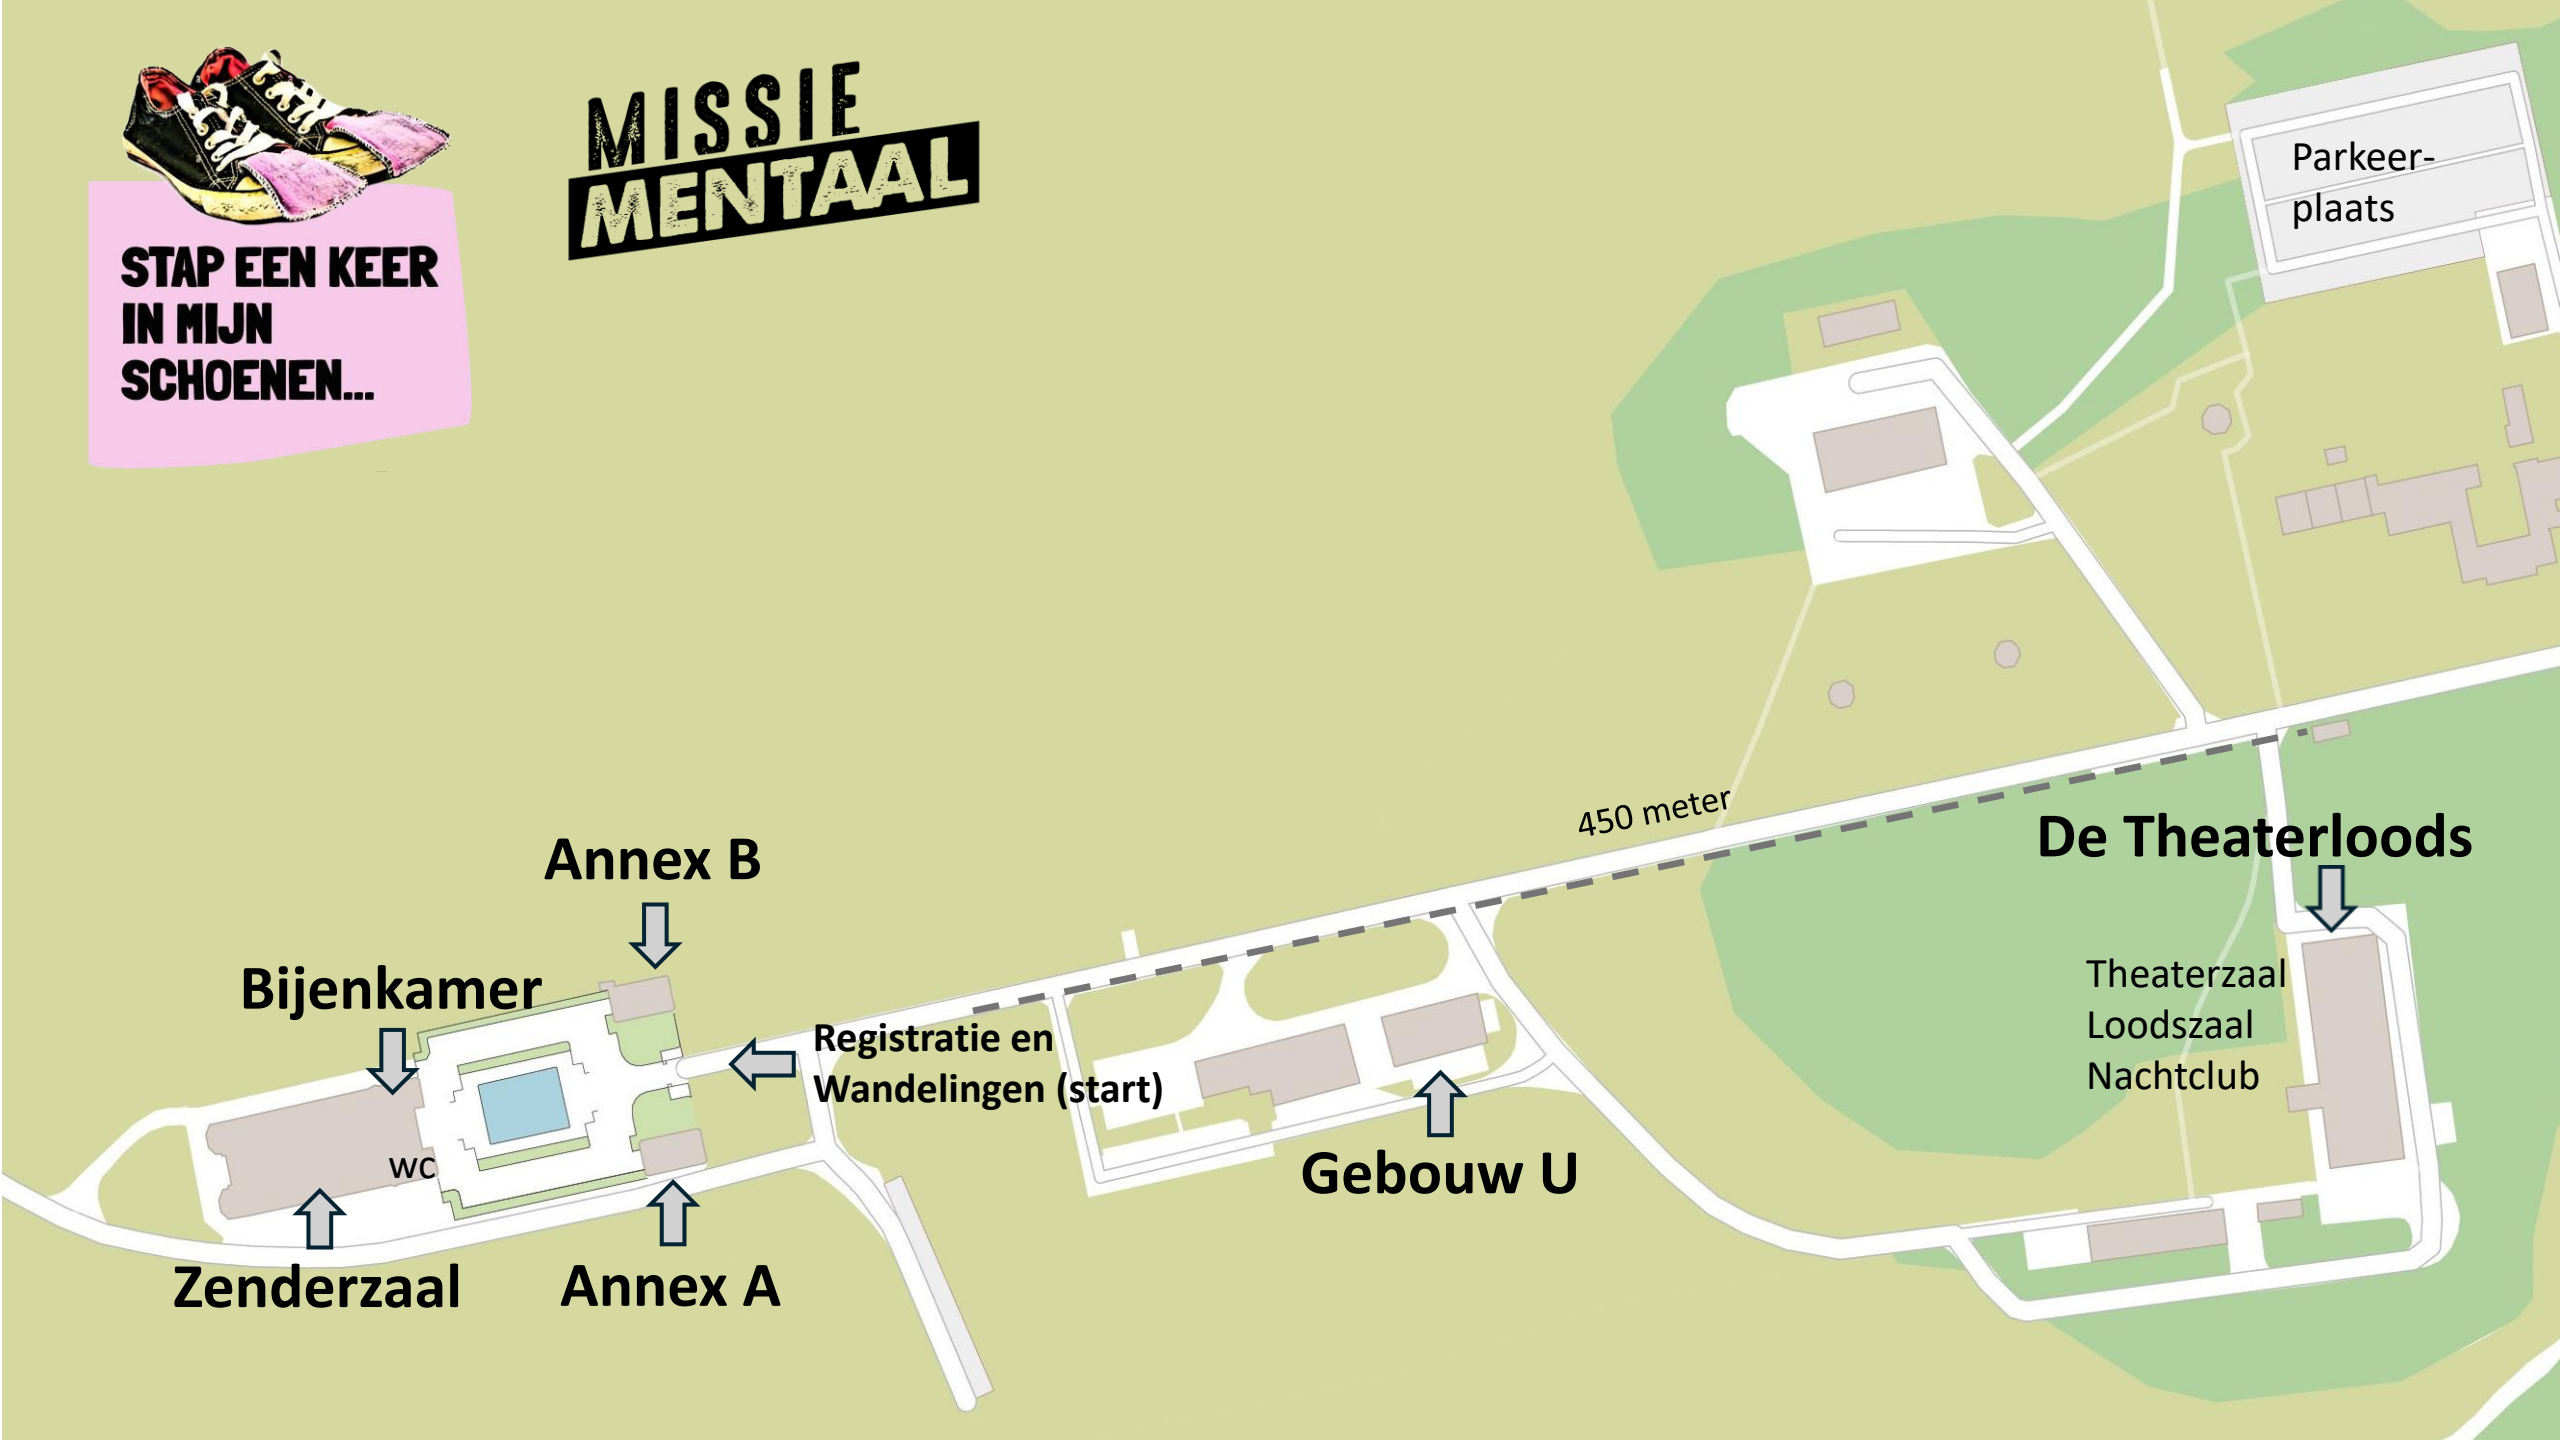 STAP EEN KEER
IN MIJN
SCHOENEN...
MISSIE
MENTAAL
Parkeer-
plaats
450 meter
De Theaterloods
Theaterzaal
Loodszaal
Nachtclub
Annex B
Bijenkamer
Registratie en
Wandelingen (start)
wc
Gebouw U
Zenderzaal
Annex A